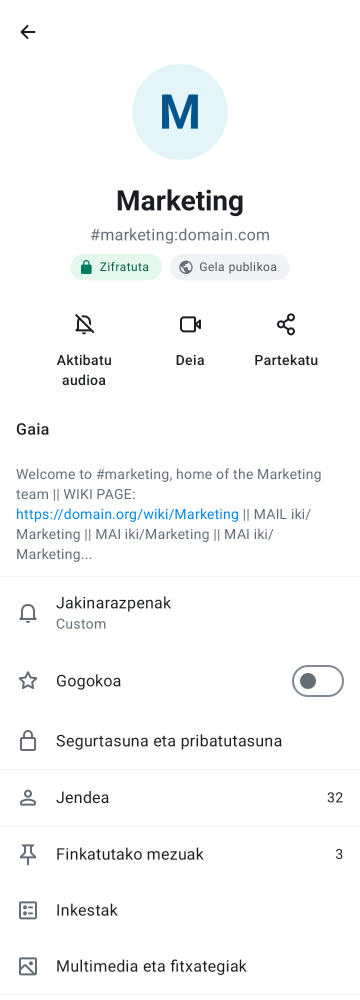 M
Marketing
#marketing:domain.com
Zifratuta
Gela publikoa
Aktibatu
audioa
Deia
Partekatu
Gaia
Welcome to #marketing, home of the Marketing
team || WIKI PAGE:
https://domain.org/wiki/Marketing || MAIL iki/
Marketing || MAI iki/Marketing || MAI iki/
Marketing...
Jakinarazpenak
Custom
Gogokoa
Segurtasuna eta pribatutasuna
Jendea 32
Finkatutako mezuak 3
Inkestak
Multimedia eta fitxategiak